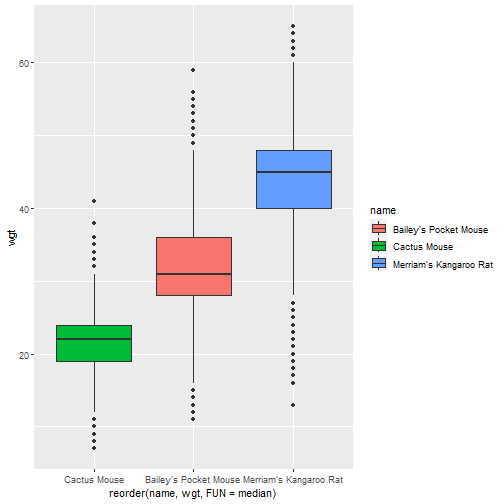 60
40
20
wgt
Cactus Mouse Bailey's Pocket Mouse Merriam's Kangaroo Rat
reorder(name, wgt, FUN = median)
name
Bailey's Pocket Mouse
Cactus Mouse
Merriam's Kangaroo Rat